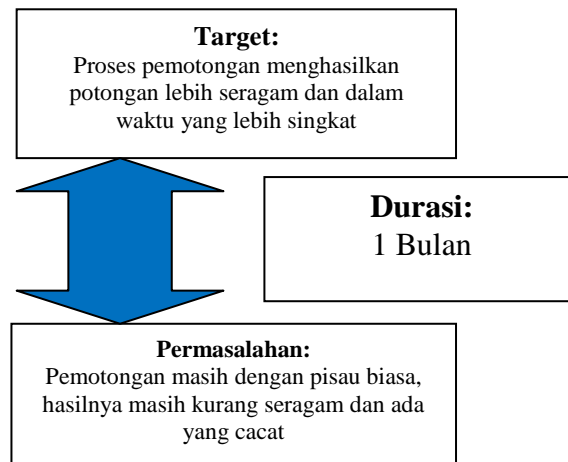 Target:
Proses pemotongan menghasilkan
potongan lebih seragam dan dalam
waktu yang lebih singkat
Durasi:
1 Bulan
Permasalahan:
Pemotongan masih dengan pisau biasa,
hasilnya masih kurang seragam dan ada
yang cacat